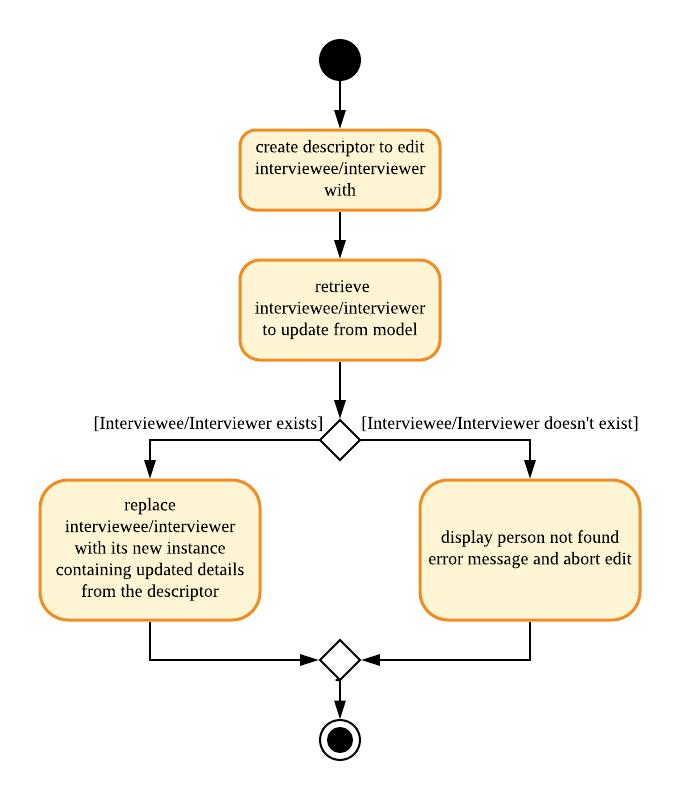 create descriptor to edit
interviewee/interviewer
with
retrieve
interviewee/interviewer
to update from model
[Interviewee/Interviewer exists]
[Interviewee/Interviewer doesn't exist]
replace
interviewee/interviewer
with its new instance
containing updated details
from the descriptor
display person not found
error message and abort edit